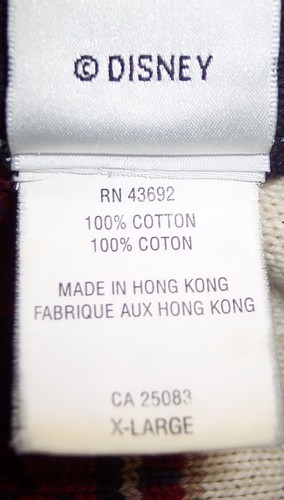 © DISNEY
RN 43692
100% COTTON
100% COTON
MADE IN HONG KONG
FABRIQUE AUX HONG KONG
CA 25083
X-LARGE